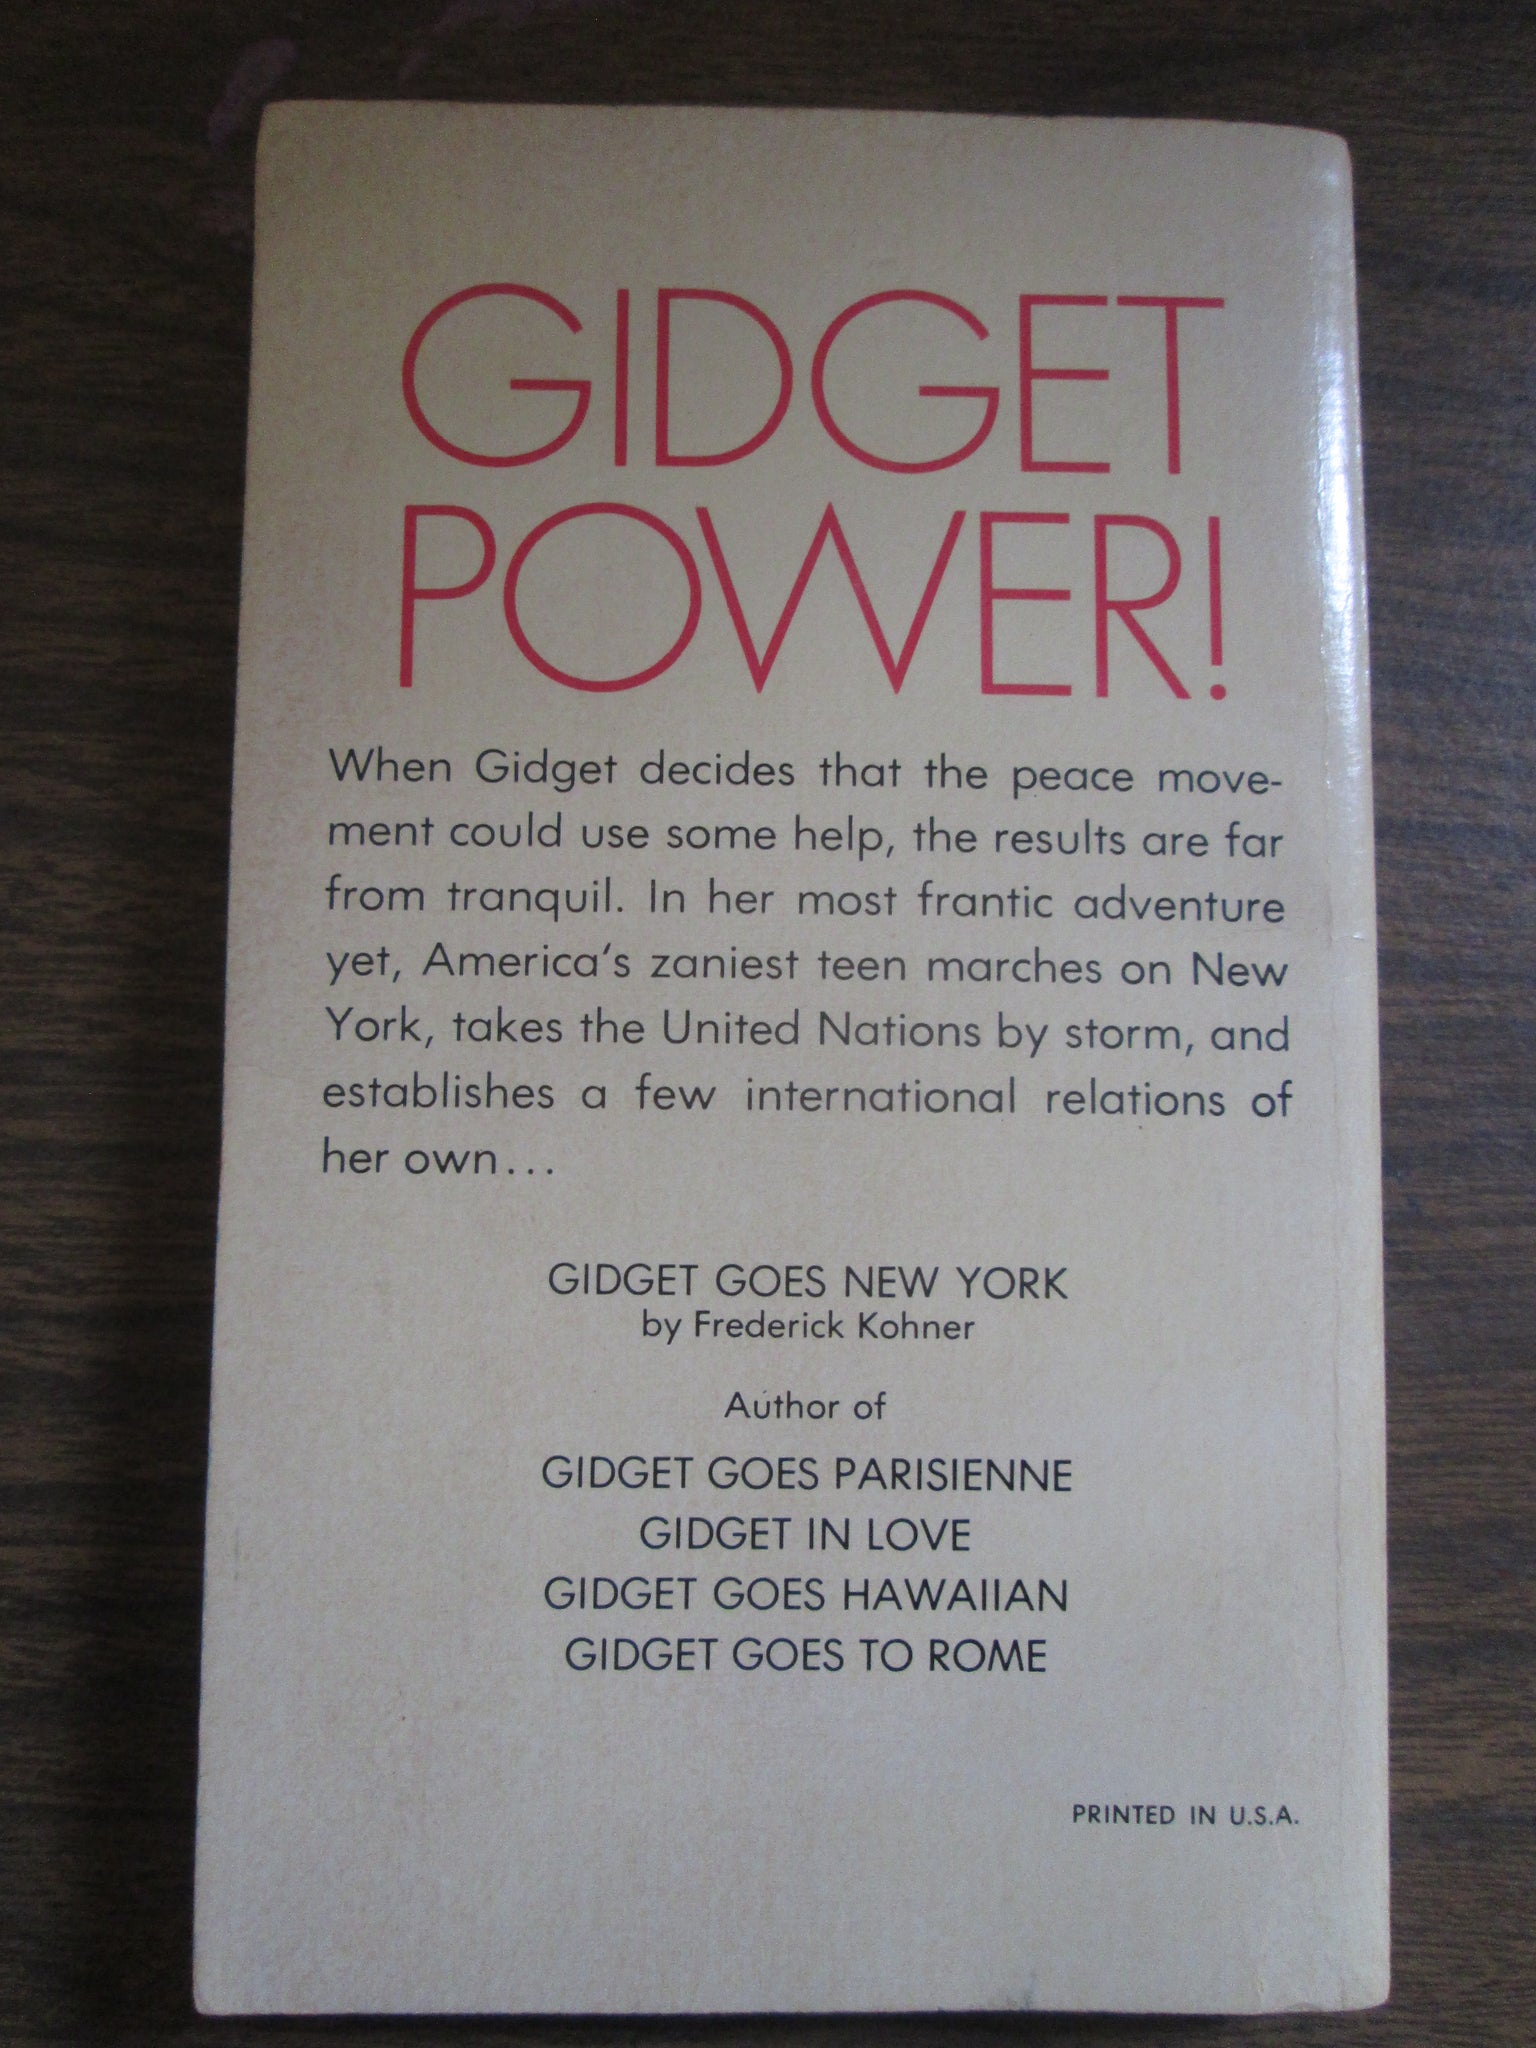 GIDGET
POWER!
When Gidget decides that the peace move-
ment could use some help, the results are far
from tranquil. In her most frantic adventure
yet, America's zaniest teen marches on New
York, takes the United Nations by storm, and
establishes a few international relations of
her own...
GIDGET GOES NEW YORK
by Frederick Kohner
Author of
GIDGET GOES PARISIENNE
GIDGET IN LOVE
GIDGET GOES HAWAIIAN
GIDGET GOES TO ROME
PRINTED IN U.S.A.